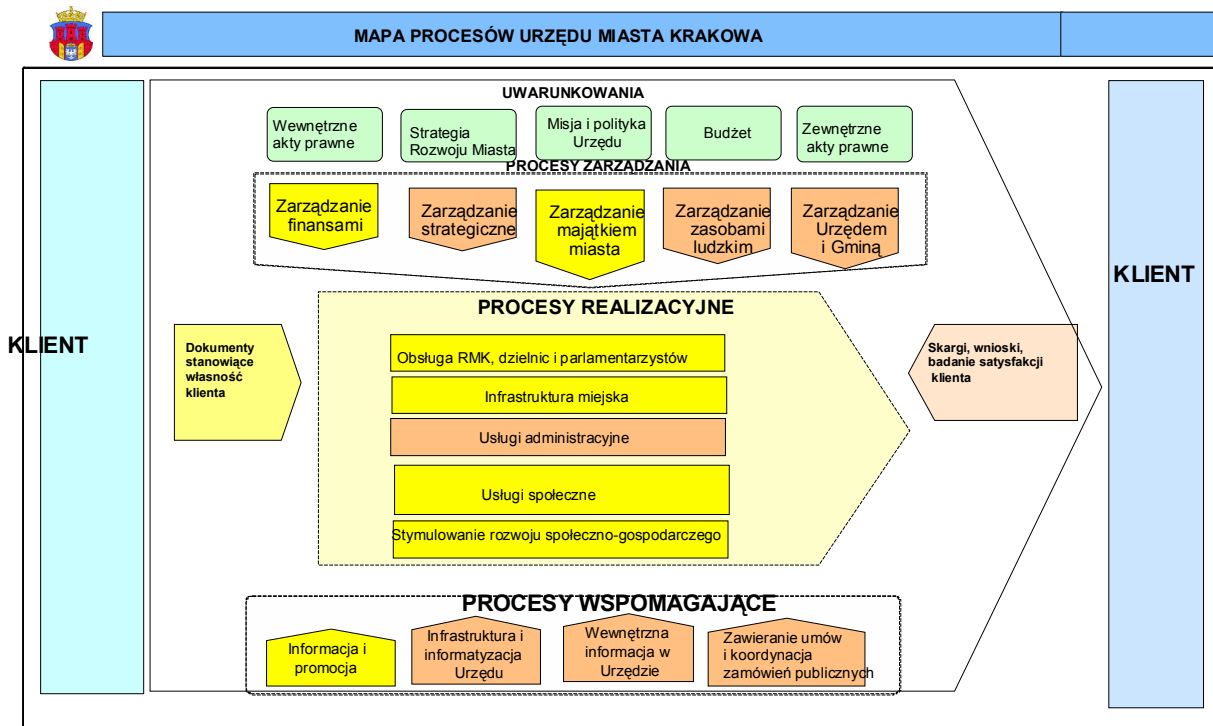 MAPA PROCESÓW URZĘDU MIASTA KRAKOWA
UWARUNKOWANIA
Wewnętrzne
akty prawne
Strategia
Rozwoju Miasta
Misja i polityka
Urzędu
Budżet
Zewnętrzne
akty prawne
PROCESY ZARZĄDZANIA
Zarządzanie
finansami
Zarządzanie
strategiczne
Zarządzanie
majątkiem
miasta
Zarządzanie
zasobami
ludzkim
Zarządzanie
Urzędem
i Gminą
KLIENT
KLIENT
PROCESY REALIZACYJNE
Dokumenty
stanowiące
własność
klienta
Obsługa RMK, dzielnic i parlamentarzystów
Infrastruktura miejska
Usługi administracyjne
Usługi społeczne
Stymulowanie rozwoju społeczno-gospodarczego
Skargi, wnioski,
badanie satysfakcji
klienta
PROCESY WSPOMAGAJĄCE
Informacja i
promocja
Infrastruktura i
informatyzacja
Urzędu
Wewnętrzna
informacja w
Urzędzie
Zawieranie umów
i koordynacja
zamówień publicznych